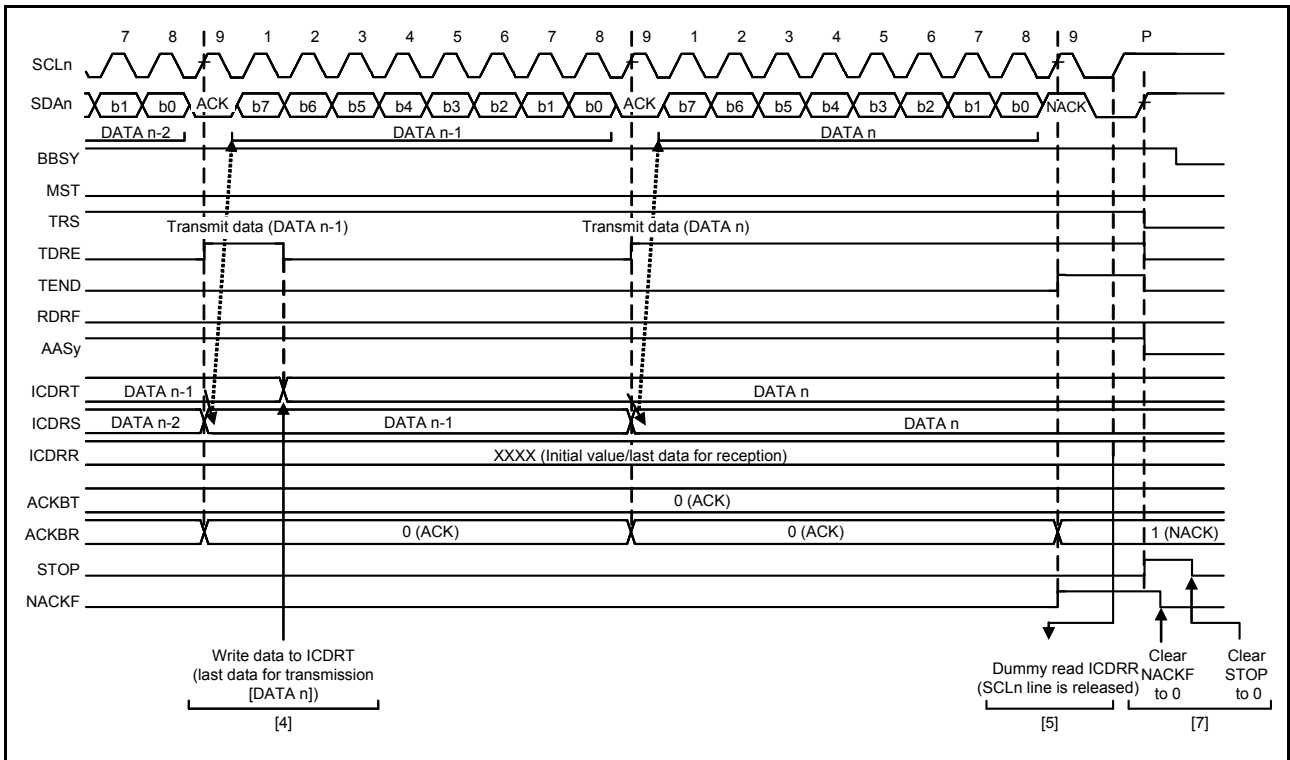 7 8 9 1 2 3 4 5 6 7 8 9 1 2 3 4 5 6 7 8 9 P
SCLn
SDAn b1 b0 ACK b7 b6 b5 b4 b3 b2 b1 b0 ACK b7 b6 b5 b4 b3 b2 b1 b0 NACK
DATA n-2 DATA n-1 DATA n
BBSY
MST
TRS
Transmit data (DATA n-1) Transmit data (DATA n)
TDRE
TEND
RDRF
AASy
ICDRT DATA n-1 DATA n
ICDRS DATA n-2 DATA n-1 DATA n
ICDRR XXXX (Initial value/last data for reception)
ACKBT 0 (ACK)
ACKBR 0 (ACK) 0 (ACK) 1 (NACK)
STOP
NACKF
Write data to ICDRT
(last data for transmission
[DATA n])
[4]
Dummy read ICDRR
(SCLn line is released)
[5]
Clear
NACKF
to 0
Clear
STOP
to 0
[7]